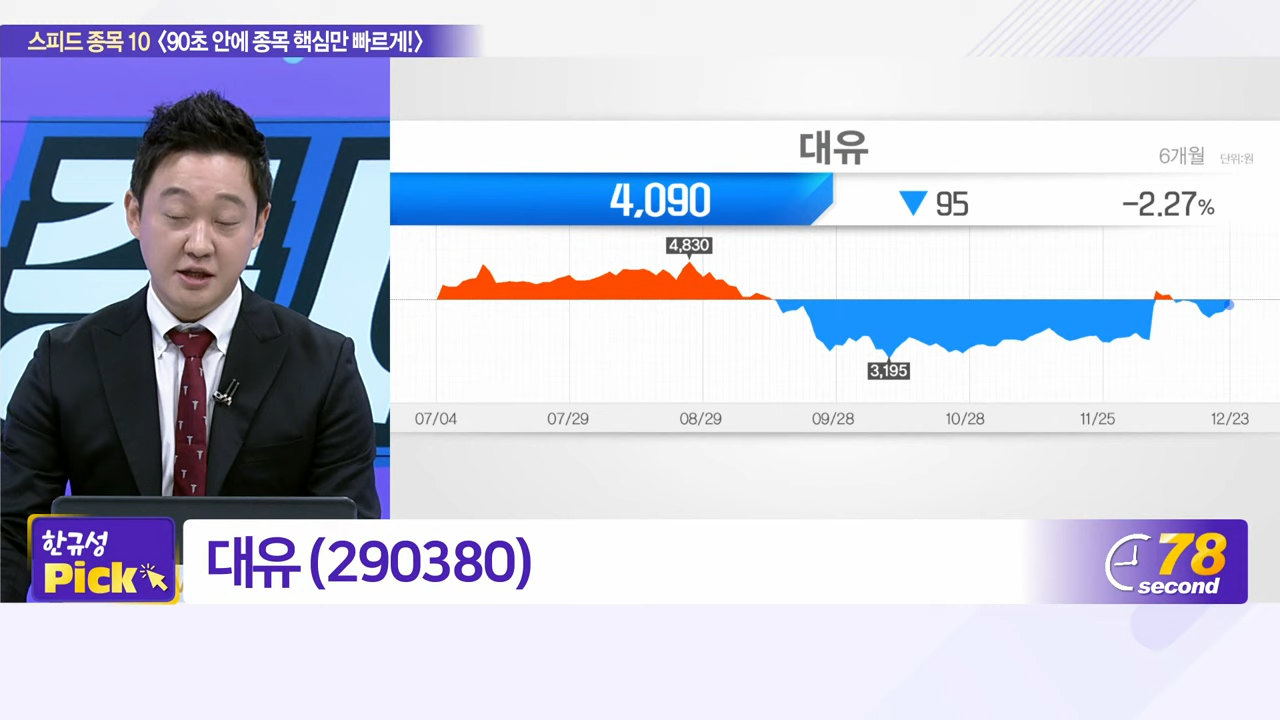 스피드 종목 10 〈90초 안에 종목 핵심만 빠르게!〉
대유
6개월 단위:원
4,090 ▼ 95 -2.27%
4,830
3,195
07/04 07/29 08/29 09/28 10/28 11/25 12/23
한규성
Pick
대유 (290380)
78
second